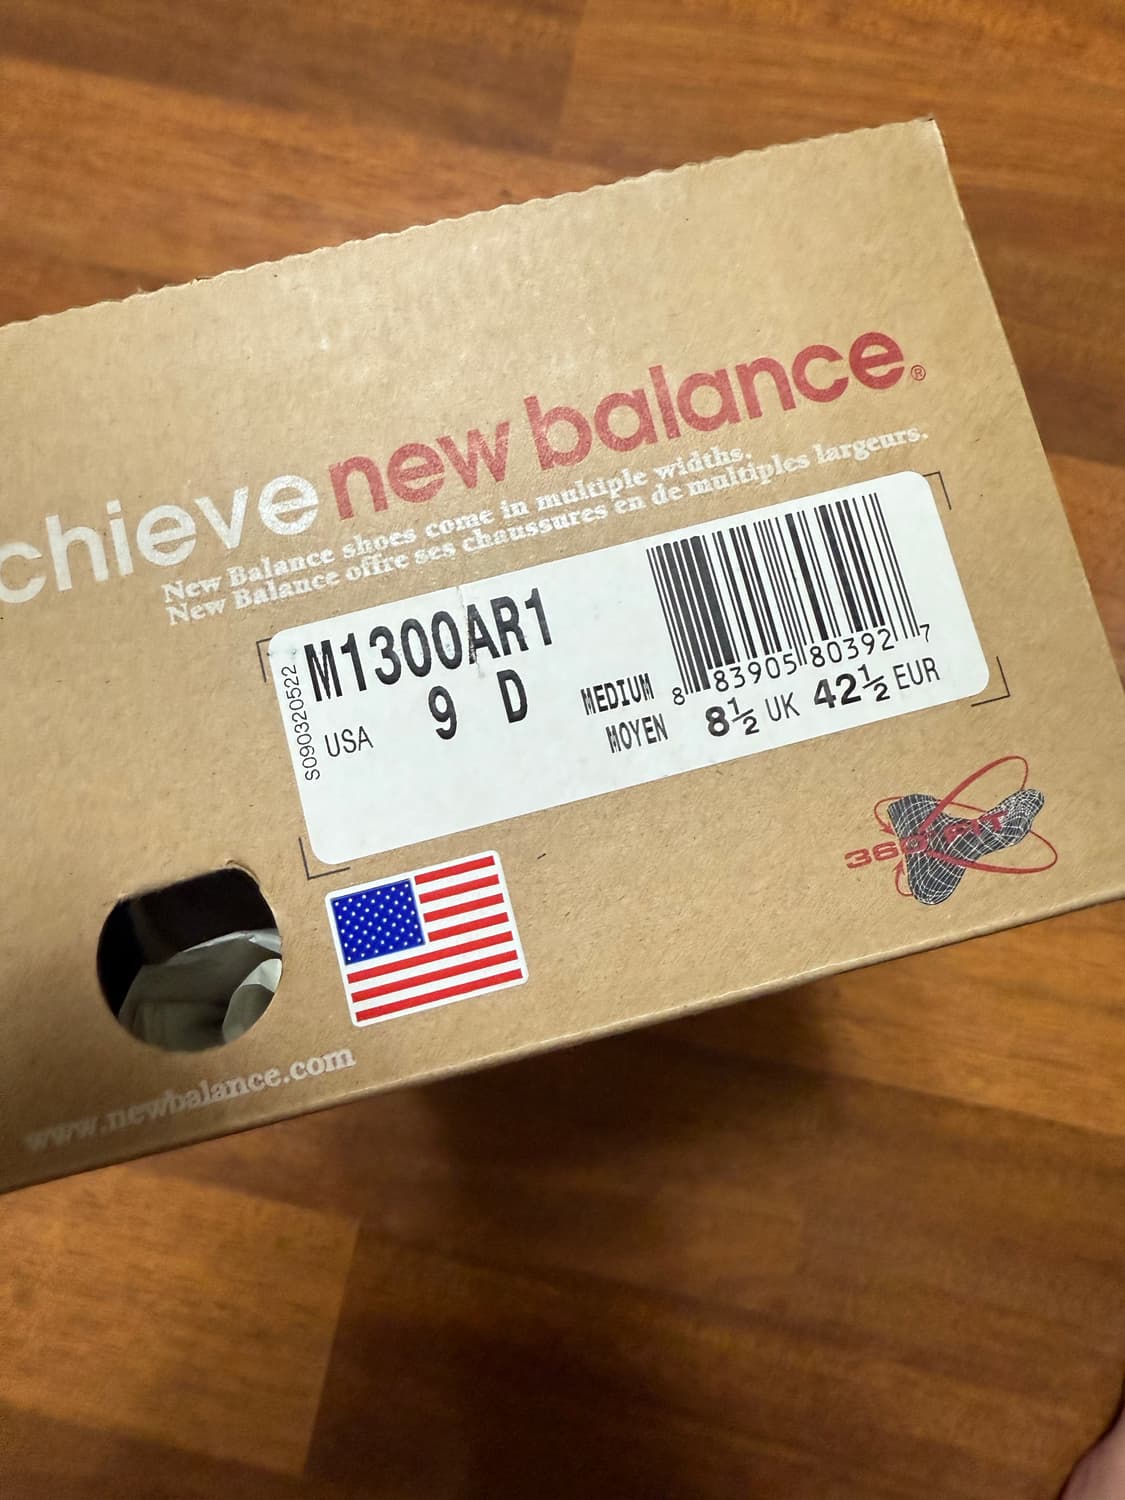 chieve new balance®
New Balance shoes come in multiple widths.
New Balance offre ses chaussures en de multiples largeurs.
S090320522
M1300AR1
USA 9 D
MEDIUM
MOYEN
8 83905 80392 7
8½ UK 42½ EUR
360° FIT
www.newbalance.com